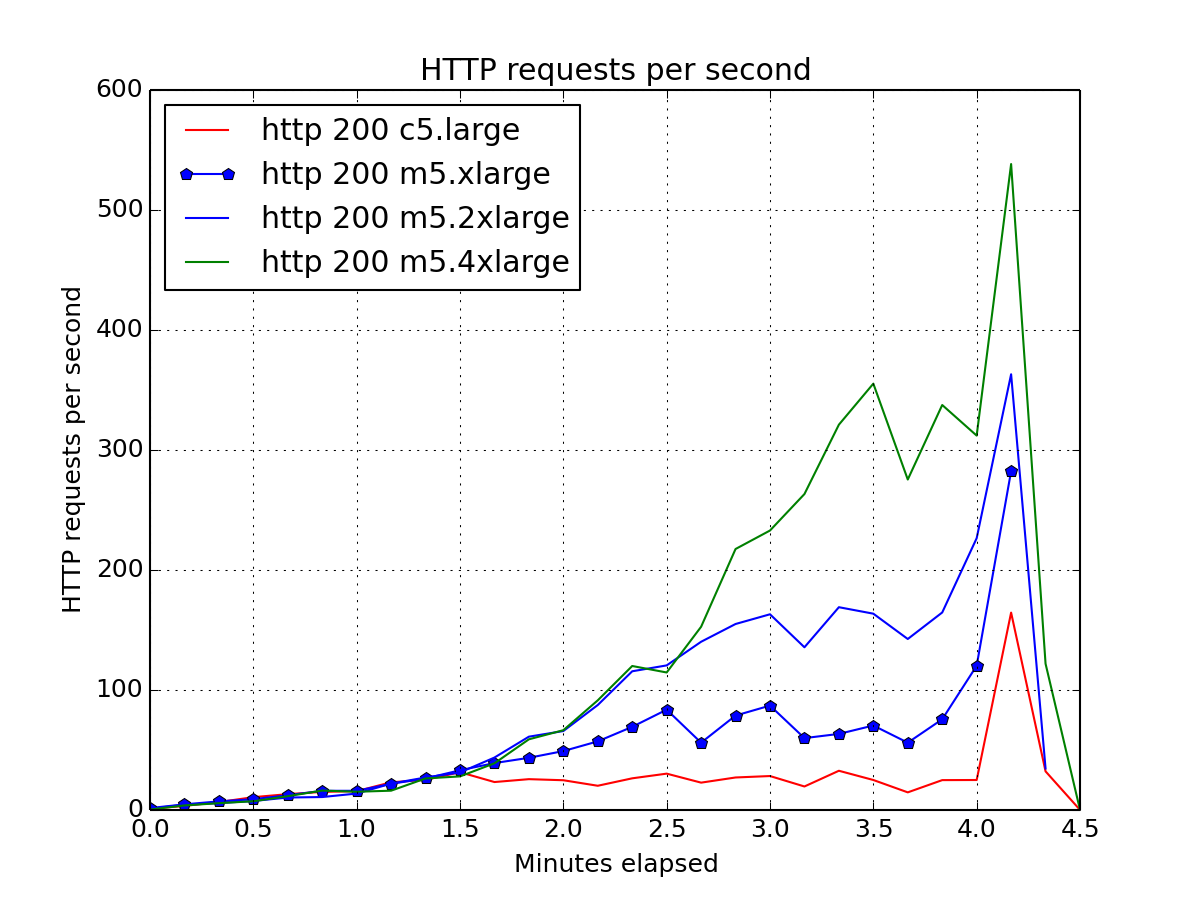 HTTP requests per second
600
500
400
300
200
100
0
http 200 c5.large
http 200 m5.xlarge
http 200 m5.2xlarge
http 200 m5.4xlarge
HTTP requests per second
0.0 0.5 1.0 1.5 2.0 2.5 3.0 3.5 4.0 4.5
Minutes elapsed